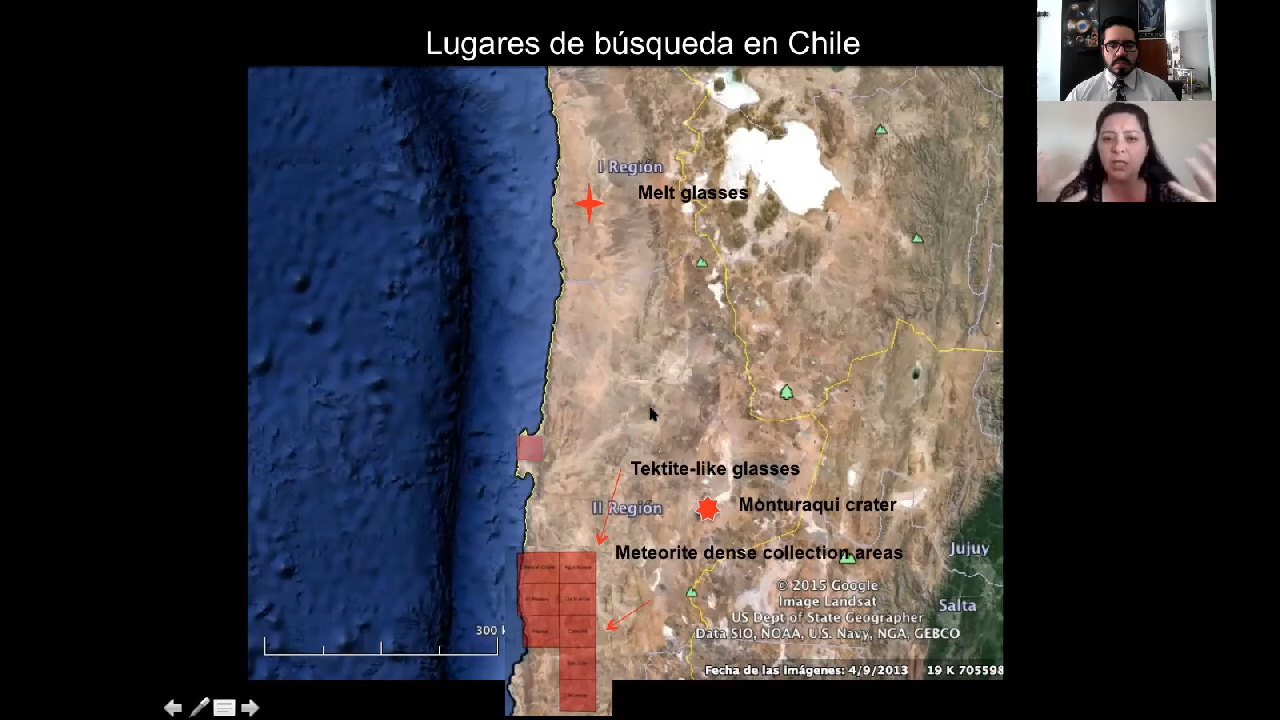 Lugares de búsqueda en Chile
I Región
Melt glasses
Tektite-like glasses
Monturaqui crater
II Región
Meteorite dense collection areas
Jujuy
© 2015 Google
Image Landsat
Salta
US Dept of State Geographer
300
Data SIO, NOAA, U.S. Navy, NGA, GEBCO
Fecha de las imágenes: 4/9/2013 19 K 705598